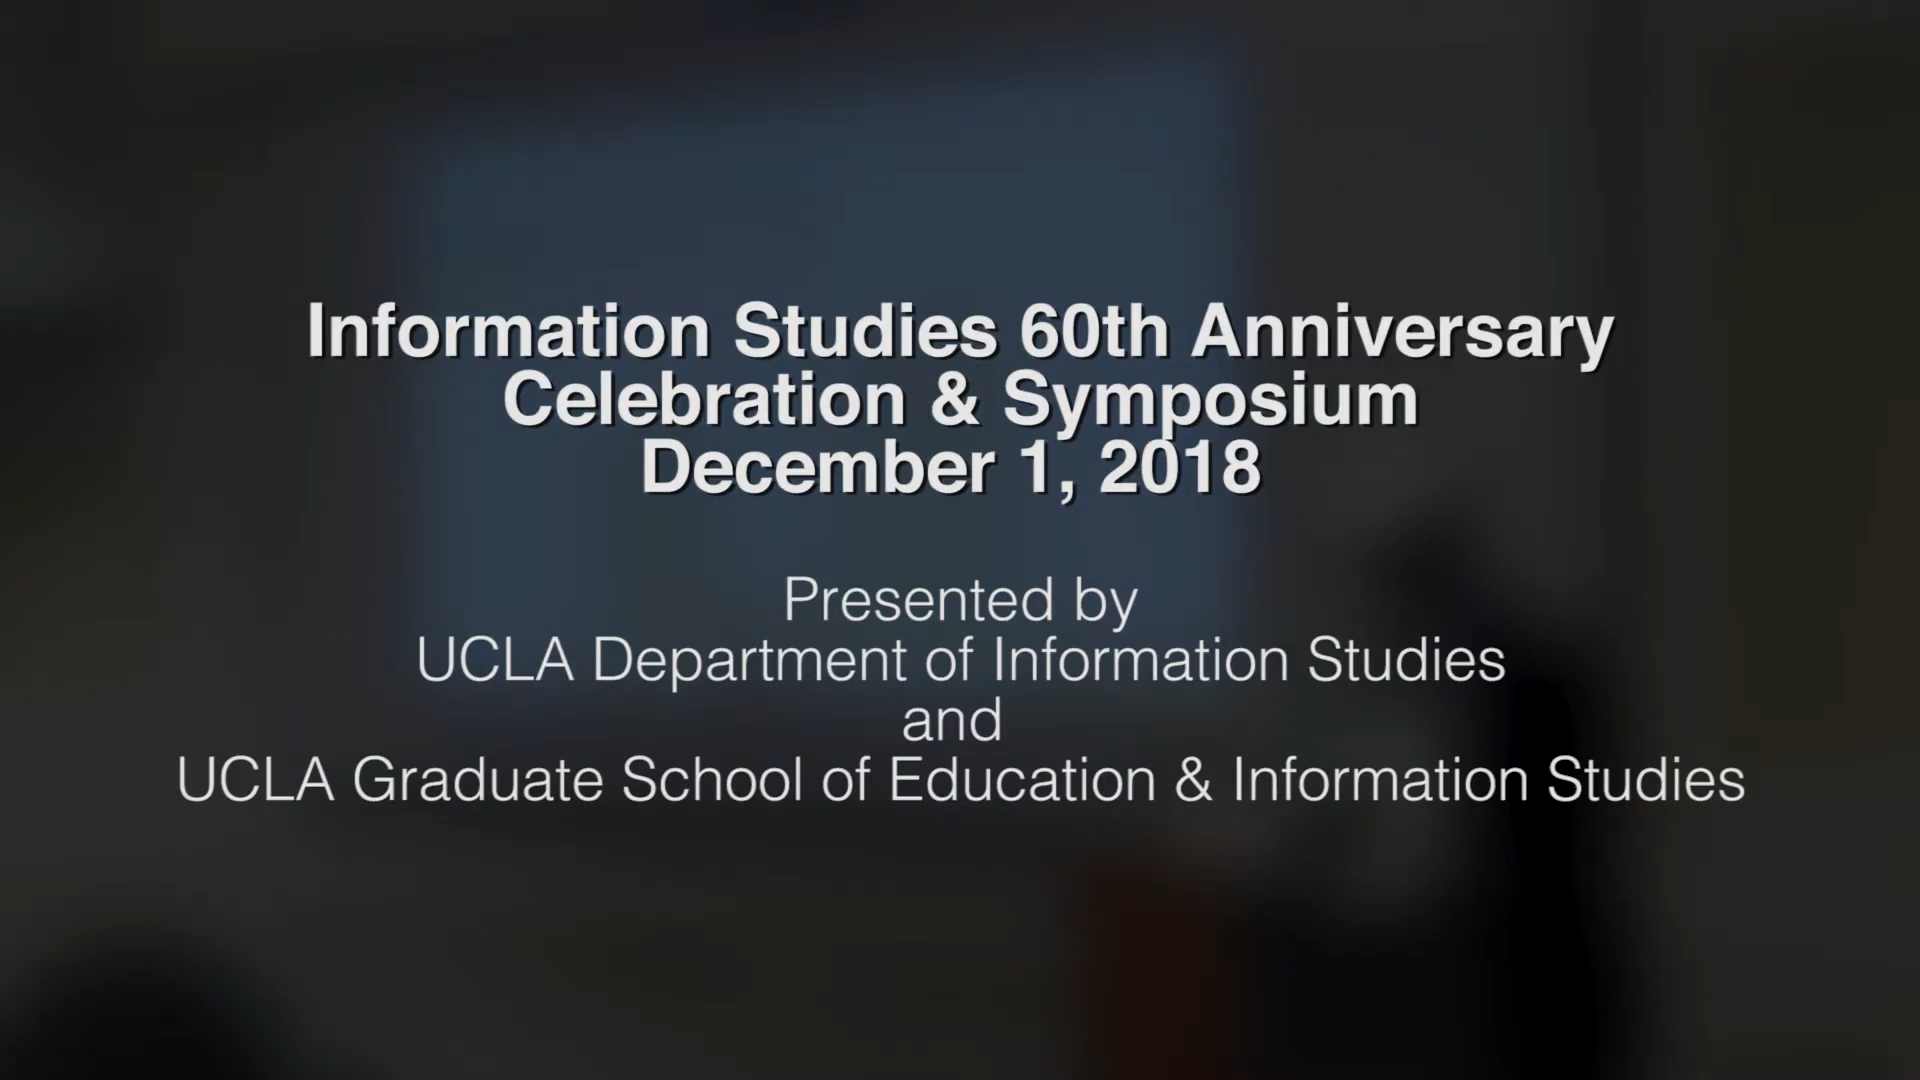 Information Studies 60th Anniversary
Celebration & Symposium
December 1, 2018
Presented by
UCLA Department of Information Studies
and
UCLA Graduate School of Education & Information Studies